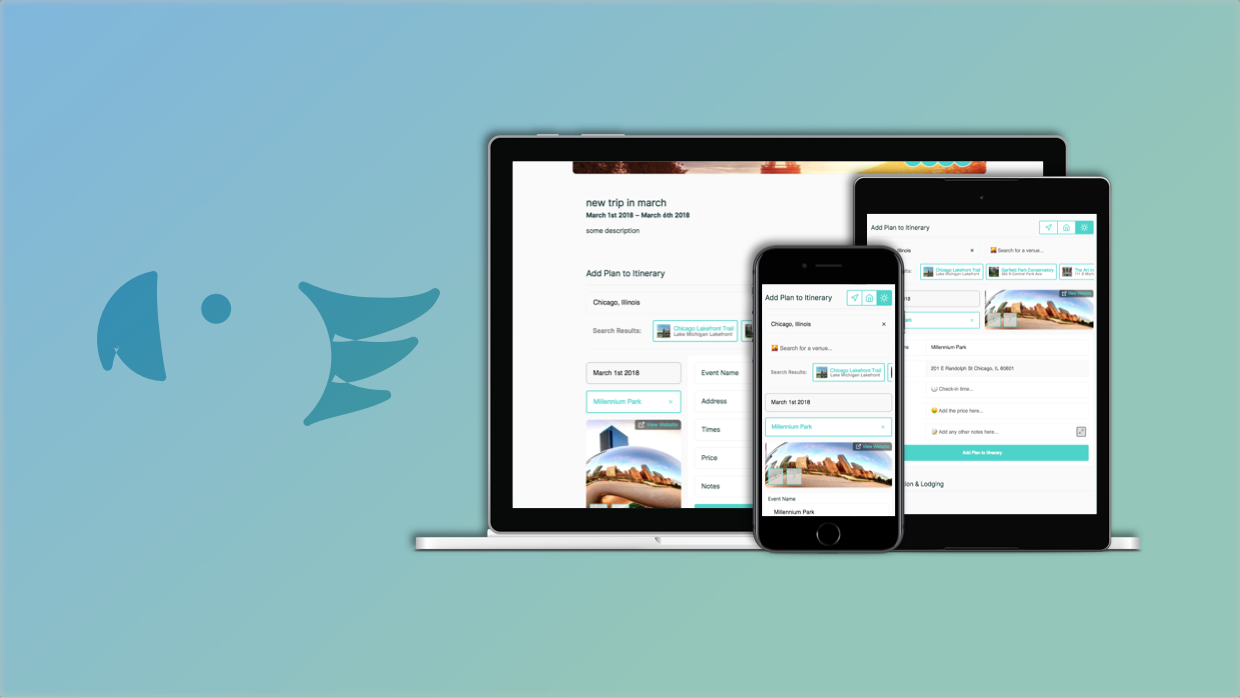 new trip in march
March 1st 2018 – March 6th 2018
some description
Add Plan to Itinerary
Chicago, Illinois
Search Results:
Chicago Lakefront Trail
Lake Michigan Lakefront
March 1st 2018
Millennium Park ×
View Website
Event Name
Address
Times
Price
Notes
Add Plan to Itinerary
Chicago, Illinois ×
Search for a venue...
Search Results:
Chicago Lakefront Trail
Lake Michigan Lakefront
March 1st 2018
Millennium Park ×
View Website
Event Name
Millennium Park
Add Plan to Itinerary
×
Search for a venue...
Chicago Lakefront Trail
Lake Michigan Lakefront
Garfield Park Conservatory
300 N Central Park Ave
The Art In
×
View Website
Millennium Park
201 E Randolph St Chicago, IL 60601
Check-in time...
Add the price here...
Add any other notes here...
Add Plan to Itinerary
& Lodging